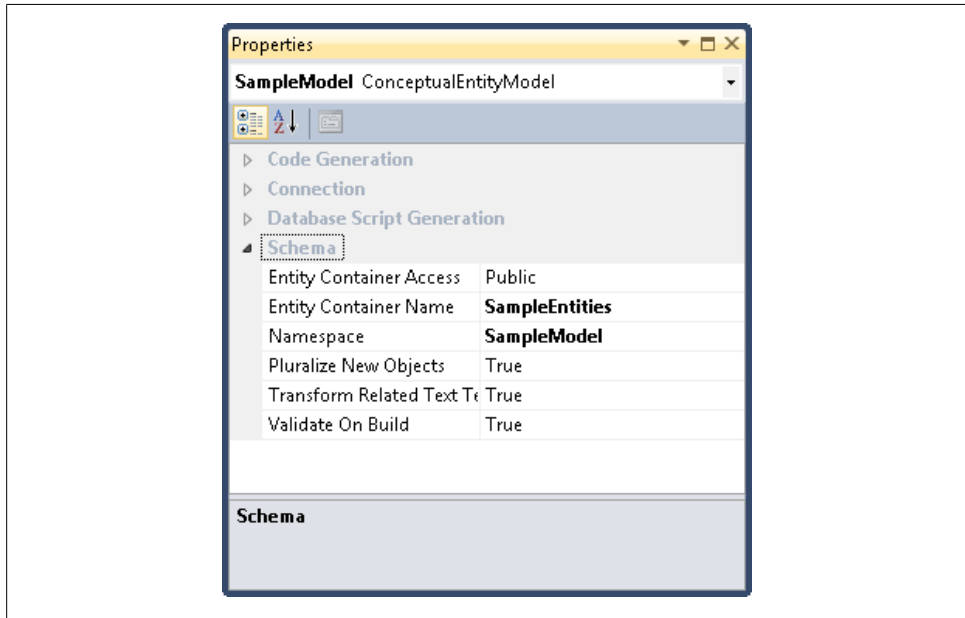 Properties
SampleModel ConceptualEntityModel
Code Generation
Connection
Database Script Generation
Schema
Entity Container Access Public
Entity Container Name SampleEntities
Namespace SampleModel
Pluralize New Objects True
Transform Related Text Te True
Validate On Build True
Schema